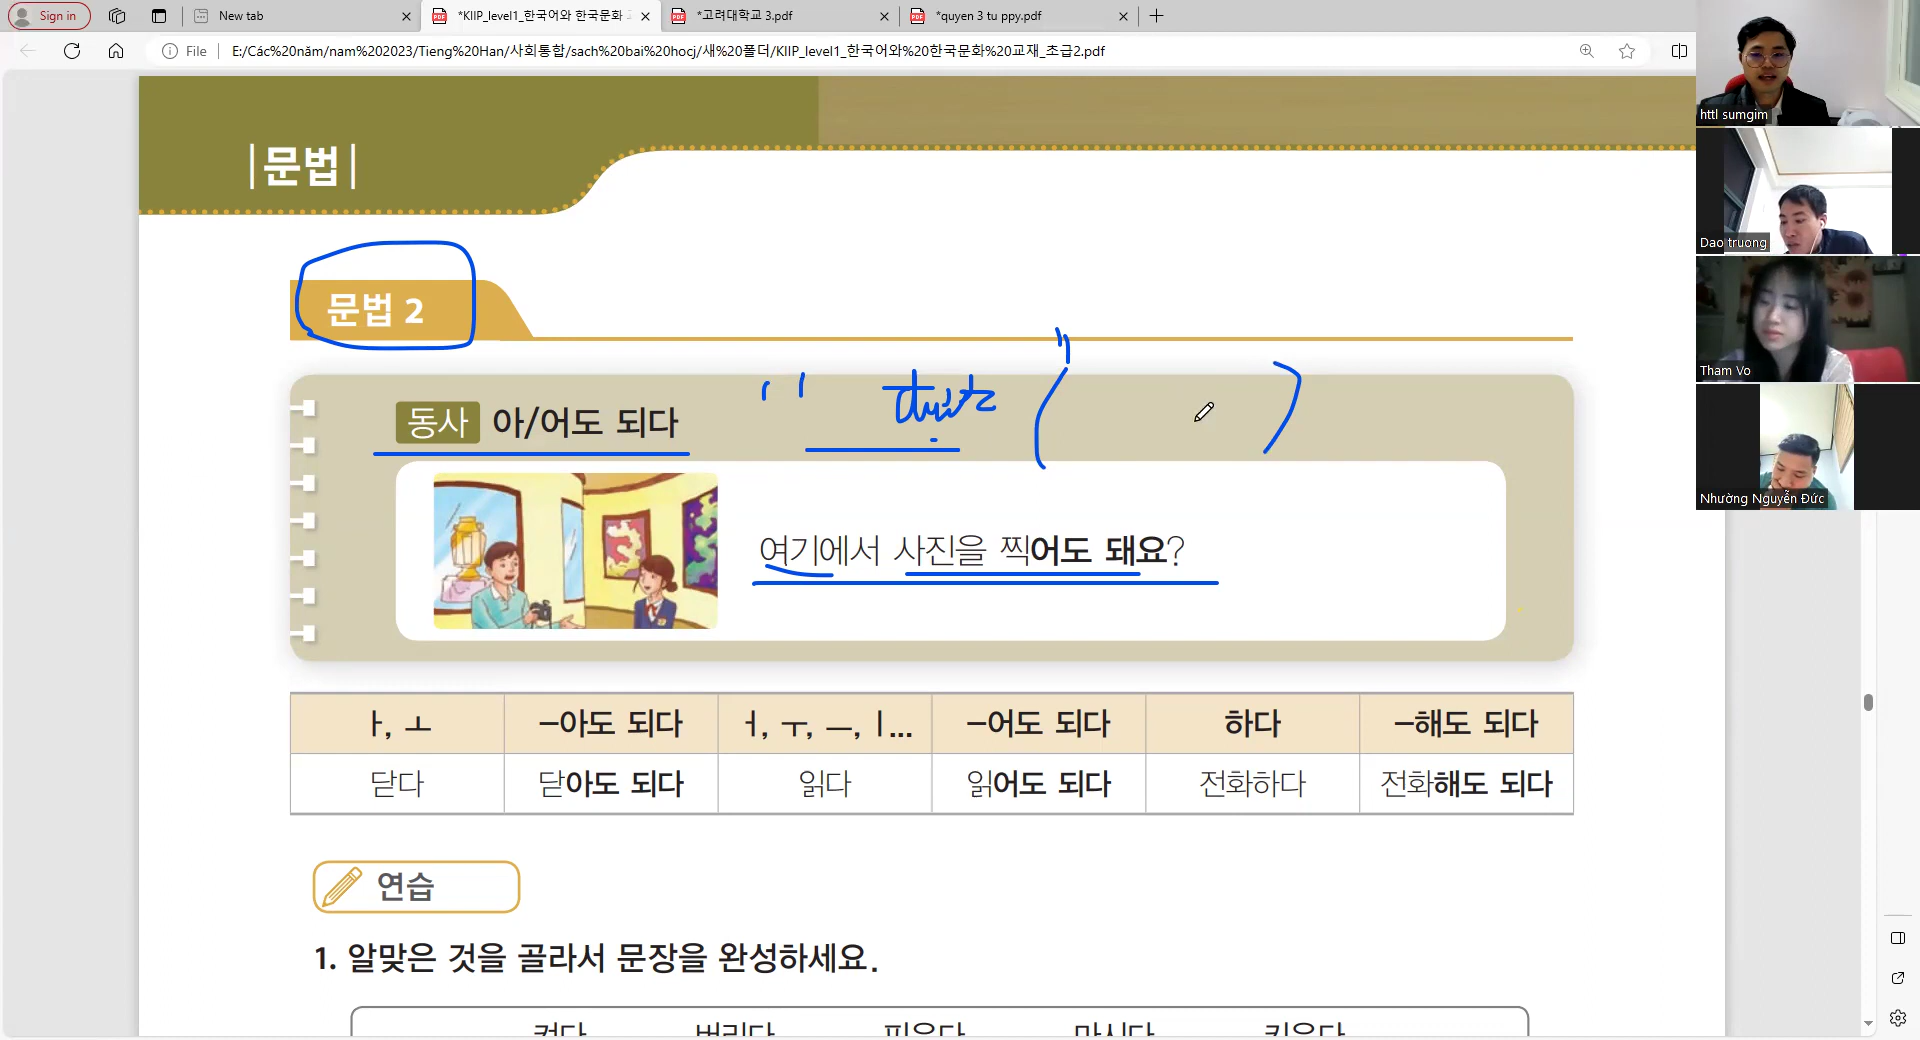 Sign in
New tab
*KIIP_level1_한국어와 한국문화 교
*고려대학교 3.pdf
*quyen 3 tu ppy.pdf
File
E:/Các%20năm/nam%202023/Tieng%20Han/사회통합/sach%20bai%20hocj/새%20폴더/KIIP_level1_한국어와%20한국문화%20교재_초급2.pdf
httl sumgim
Dao truong
Tham Vo
Nhường Nguyễn Đức
|문법|
문법 2
동사 아/어도 되다
여기에서 사진을 찍어도 돼요?
ㅏ, ㅗ –아도 되다 ㅓ, ㅜ, ㅡ, ㅣ... –어도 되다 하다 –해도 되다
닫다 닫아도 되다 읽다 읽어도 되다 전화하다 전화해도 되다
연습
1. 알맞은 것을 골라서 문장을 완성하세요.